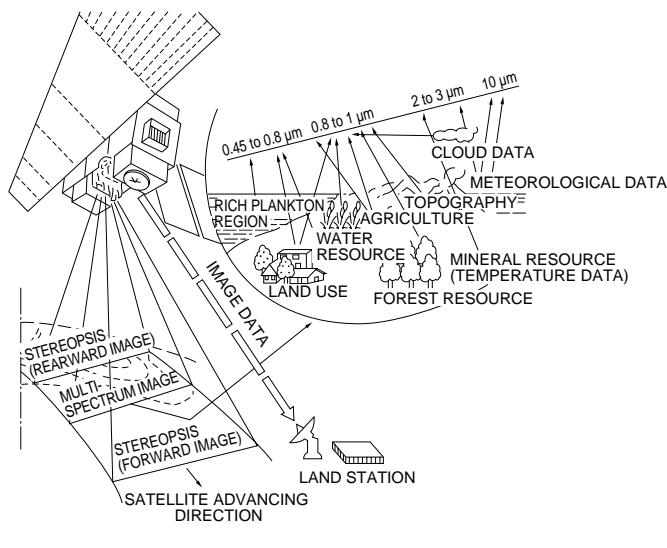 0.45 to 0.8 µm
0.8 to 1 µm
2 to 3 µm
10 µm
CLOUD DATA
METEOROLOGICAL DATA
TOPOGRAPHY
RICH PLANKTON
REGION
AGRICULTURE
WATER
RESOURCE
MINERAL RESOURCE
(TEMPERATURE DATA)
LAND USE
FOREST RESOURCE
IMAGE DATA
STEREOPSIS
(REARWARD IMAGE)
MULTI-
SPECTRUM IMAGE
STEREOPSIS
(FORWARD IMAGE)
LAND STATION
SATELLITE ADVANCING
DIRECTION